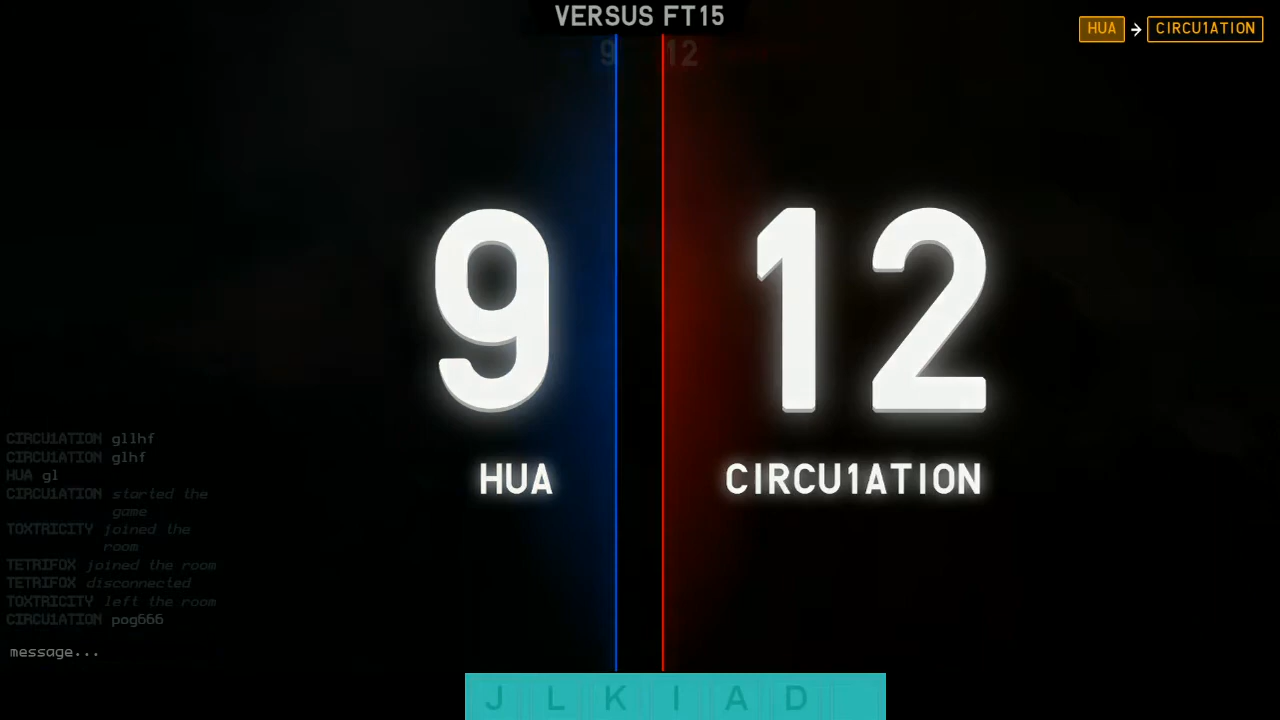 VERSUS FT15
HUA → CIRCU1ATION
9 12
9 12
HUA CIRCU1ATION
CIRCU1ATION gllhf
CIRCU1ATION glhf
HUA gl
CIRCU1ATION started the
game
TOXTRICITY joined the
room
TETRIFOX joined the room
TETRIFOX disconnected
TOXTRICITY left the room
CIRCU1ATION pog666
message...
J L K I A D